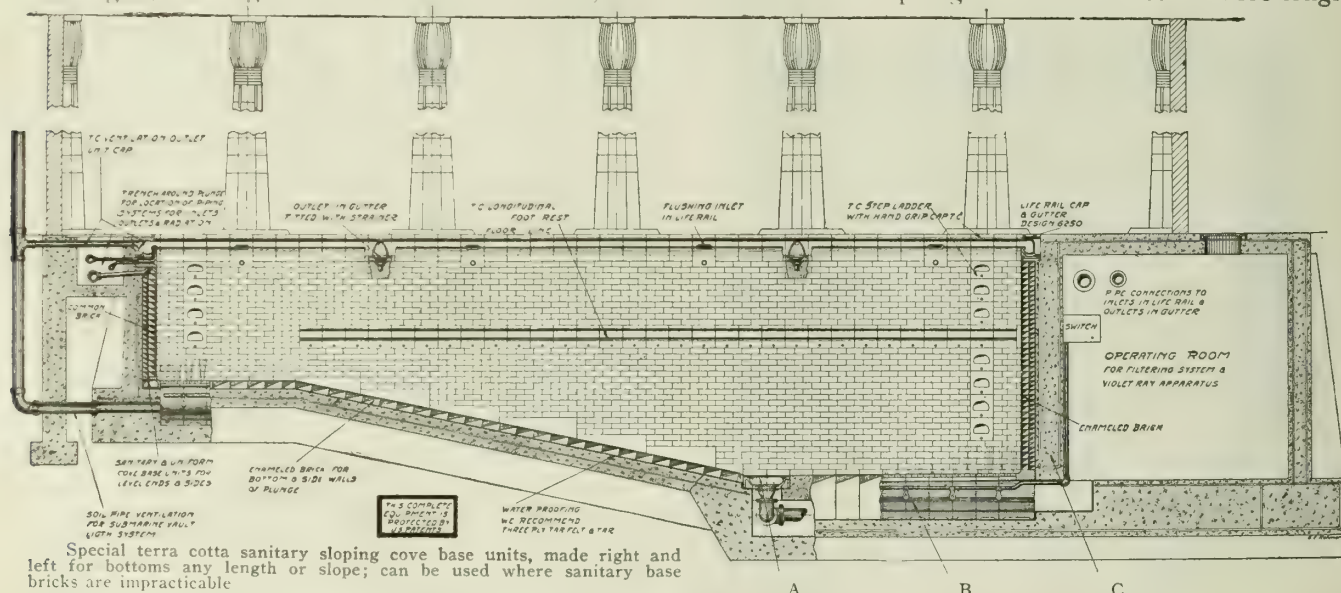 T.C. VENTILATION OUTLET
UNIT CAP
TRENCH AROUND PLUNGE
FOR LOCATION OF PIPING
SYSTEMS FOR INLETS
OUTLETS & RADIATION
OUTLET IN GUTTER
FITTED WITH STRAINER
T.C. LONGITUDINAL
FOOT REST
FLOOR LINE
FLUSHING INLET
IN LIFE RAIL
T.C. STEP LADDER
WITH HAND GRIP CAP T.C.
LIFE RAIL CAP
& GUTTER
DESIGN 6250
COMMON
BRICK
PIPE CONNECTIONS TO
INLETS IN LIFE RAIL &
OUTLETS IN GUTTER
SWITCH
OPERATING ROOM
FOR FILTERING SYSTEM &
VIOLET RAY APPARATUS
ENAMELED BRICK
SANITARY & UNIFORM
COVE BASE UNITS FOR
LEVEL ENDS & SIDES
ENAMELED BRICK FOR
BOTTOM & SIDE WALLS
OF PLUNGE
SOIL PIPE VENTILATION
FOR SUBMARINE VAULT
LIGTH SYSTEM
THIS COMPLETE
EQUIPMENT IS
PROTECTED BY
US PATENTS
WATER PROOFING
WE RECOMMEND
THREE PLY TAR FELT & TAR
Special terra cotta sanitary sloping cove base units, made right and
left for bottoms any length or slope; can be used where sanitary base
bricks are impracticable
A B C